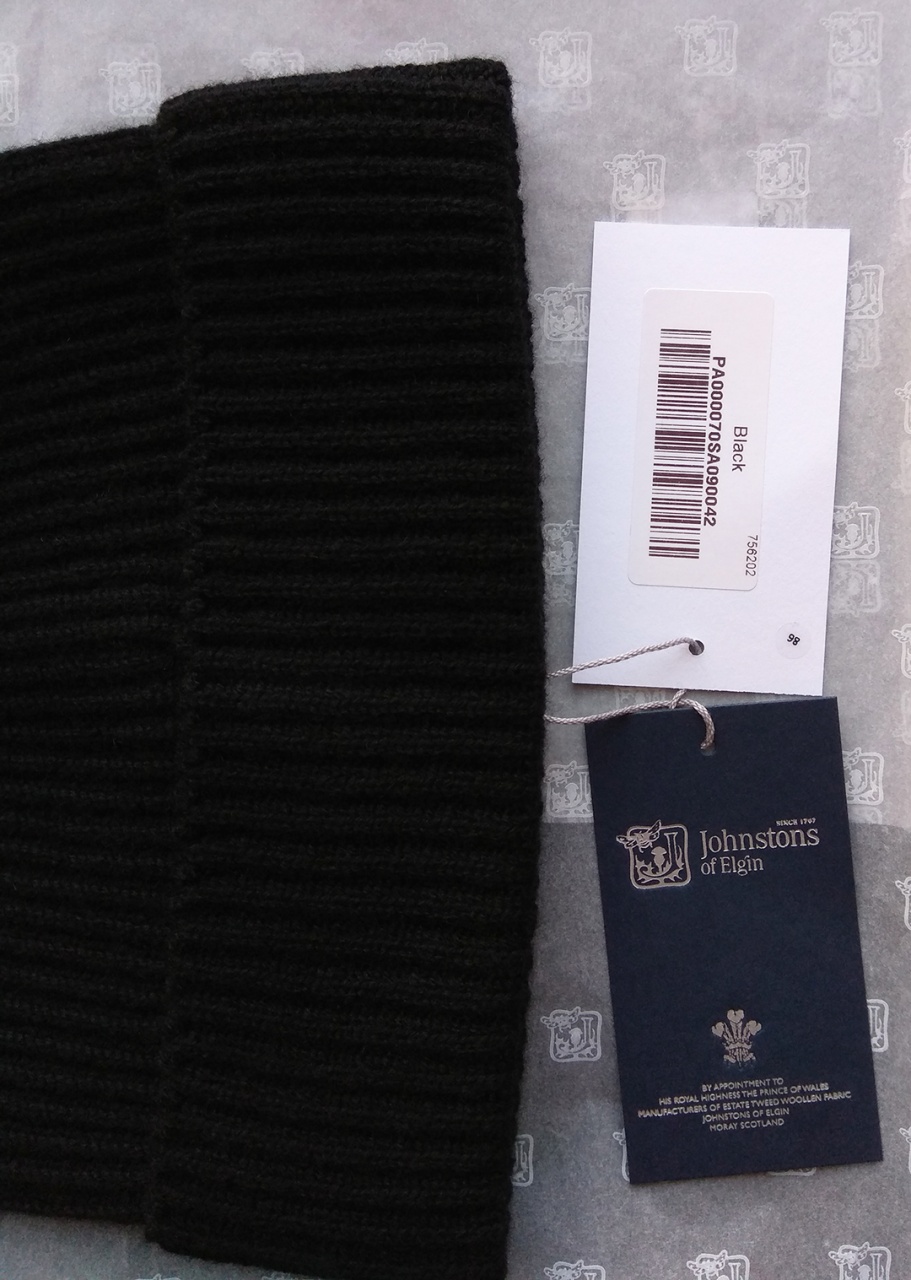 Black
PA000070SA090042
756202
98
SINCE 1797
Johnstons
of Elgin
BY APPOINTMENT TO
HIS ROYAL HIGHNESS THE PRINCE OF WALES
MANUFACTURERS OF ESTATE TWEED WOOLLEN FABRIC
JOHNSTONS OF ELGIN
MORAY SCOTLAND